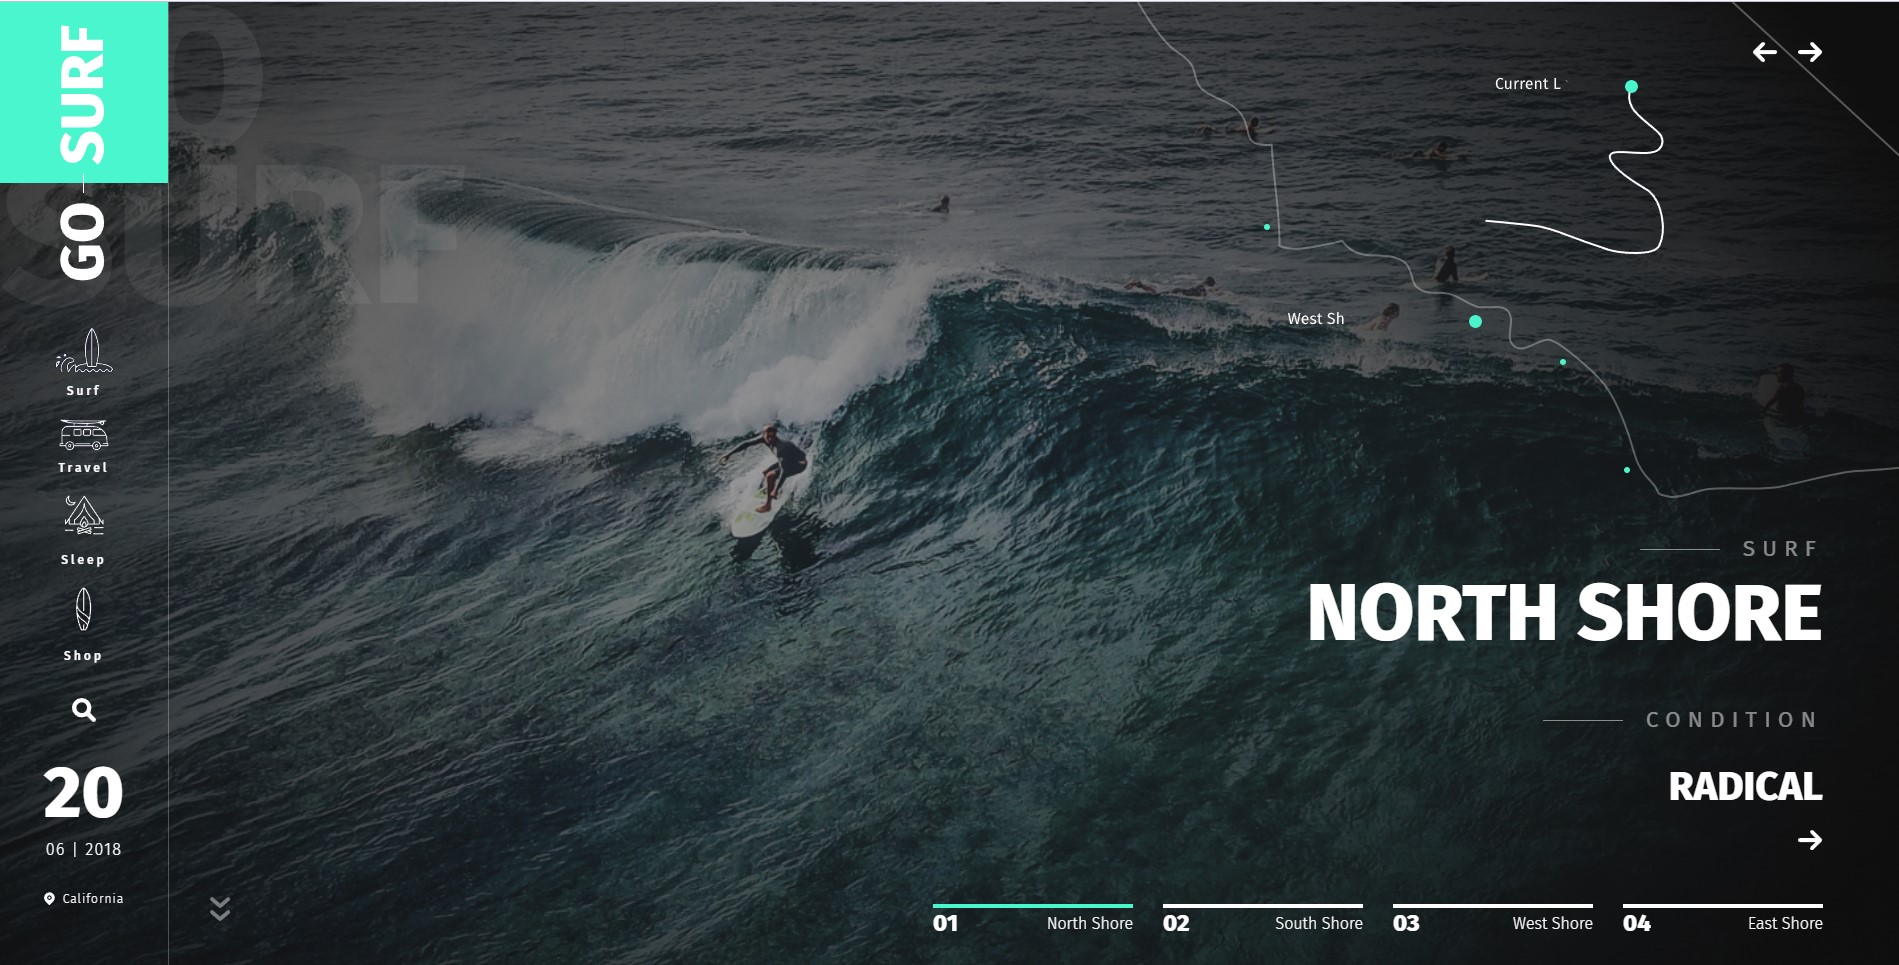 GO SURF
GO
SURF
Surf
Travel
Sleep
Shop
20
06 | 2018
California
Current L
West Sh
SURF
NORTH SHORE
CONDITION
RADICAL
01 North Shore
02 South Shore
03 West Shore
04 East Shore